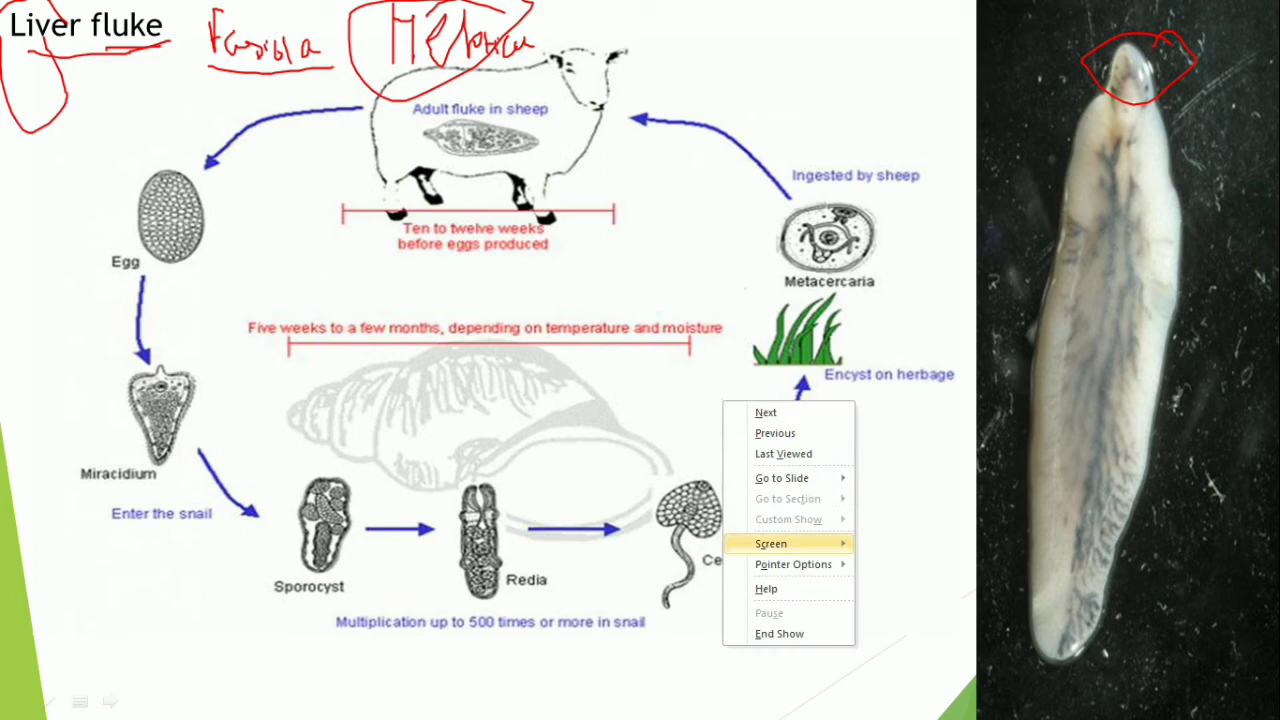 Liver fluke
Adult fluke in sheep
Ingested by sheep
Ten to twelve weeks
before eggs produced
Egg
Metacercaria
Five weeks to a few months, depending on temperature and moisture
Encyst on herbage
Miracidium
Enter the snail
Sporocyst
Redia
Ce
Multiplication up to 500 times or more in snail
Next
Previous
Last Viewed
Go to Slide
Go to Section
Custom Show
Screen
Pointer Options
Help
Pause
End Show